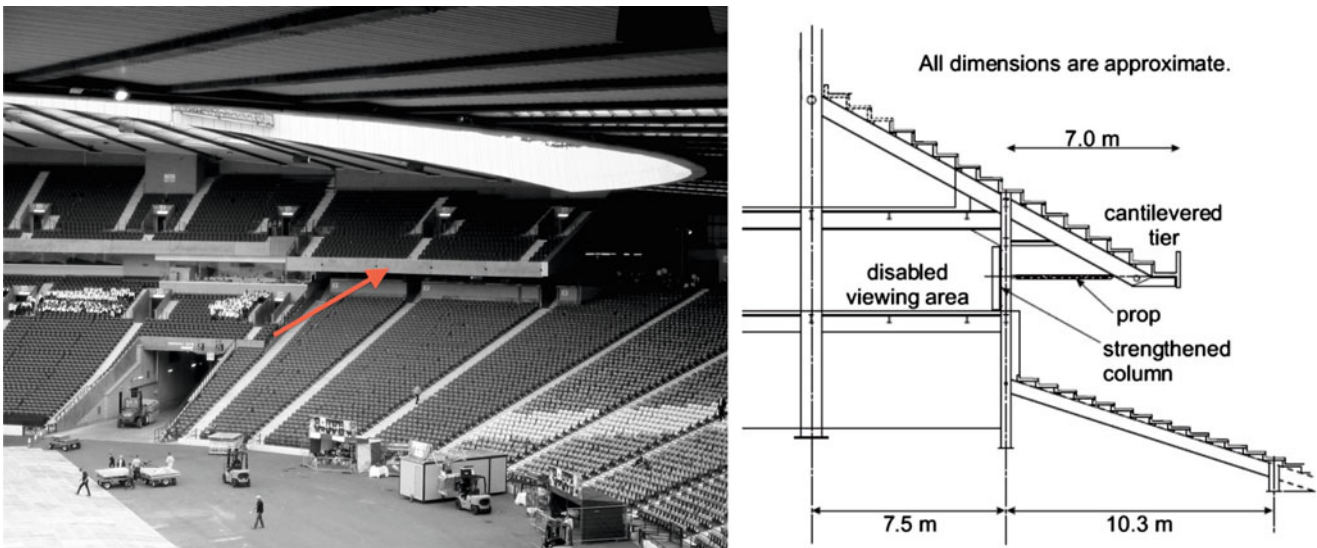 All dimensions are approximate.
7.0 m
cantilevered
tier
disabled
viewing area
prop
strengthened
column
7.5 m
10.3 m